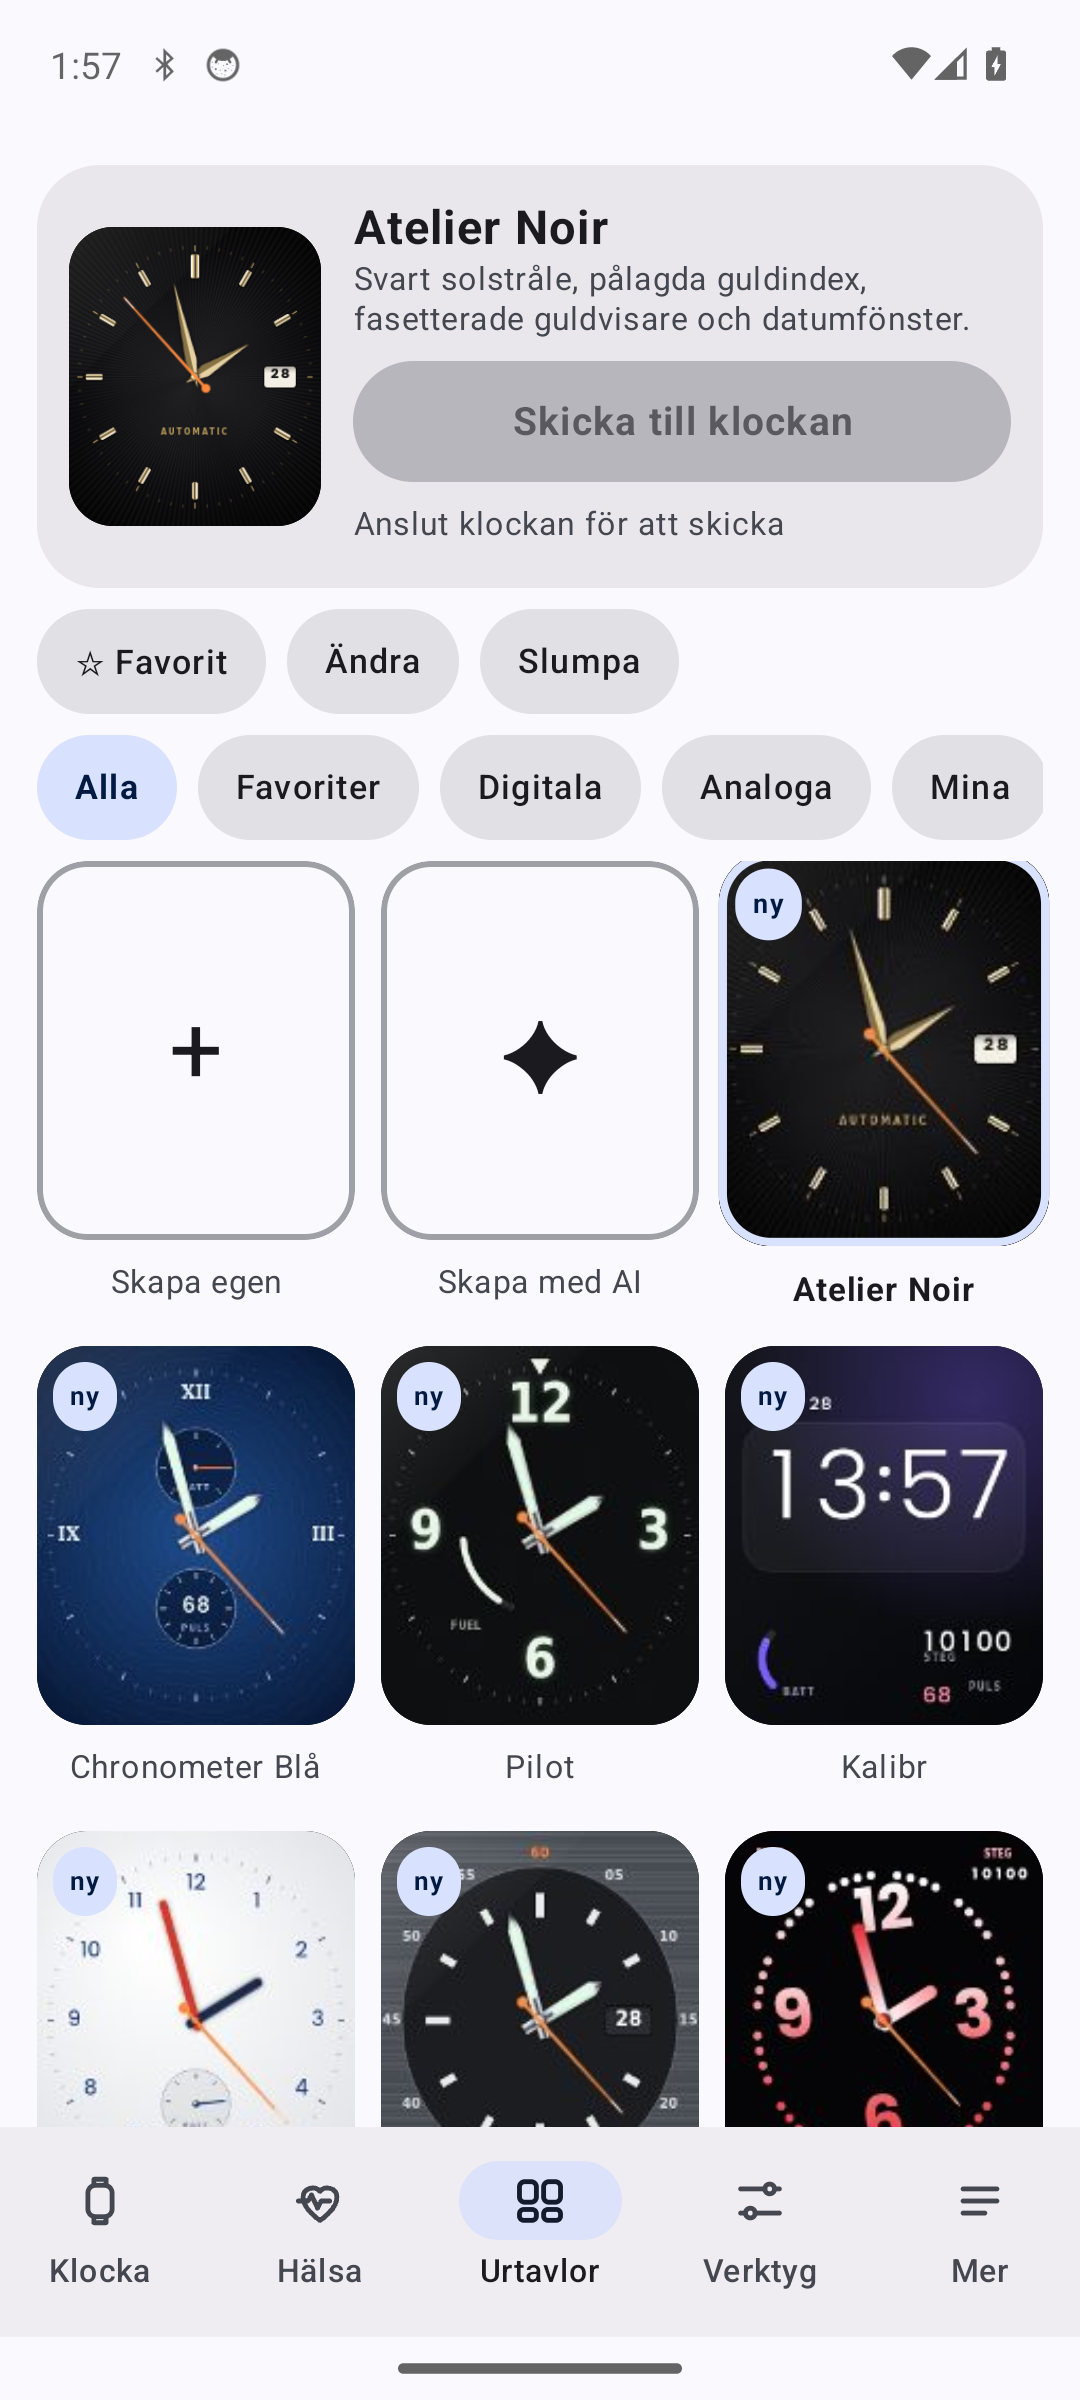 1:57
Atelier Noir
Svart solstråle, pålagda guldindex,
fasetterade guldvisare och datumfönster.
28
AUTOMATIC
Skicka till klockan
Anslut klockan för att skicka
☆ Favorit
Ändra
Slumpa
Alla
Favoriter
Digitala
Analoga
Mina
+
ny
28
AUTOMATIC
Skapa egen
Skapa med AI
Atelier Noir
ny
XII
IX
III
68
PULS
ny
12
9
3
FUEL
6
ny
28
13:57
10100
STEG
BATT
68
PULS
Chronometer Blå
Pilot
Kalibr
ny
12
11
1
10
2
9
3
8
4
ny
60
55
05
50
10
45
28
15
40
20
ny
STEG
10100
12
9
3
6
Klocka
Hälsa
Urtavlor
Verktyg
Mer